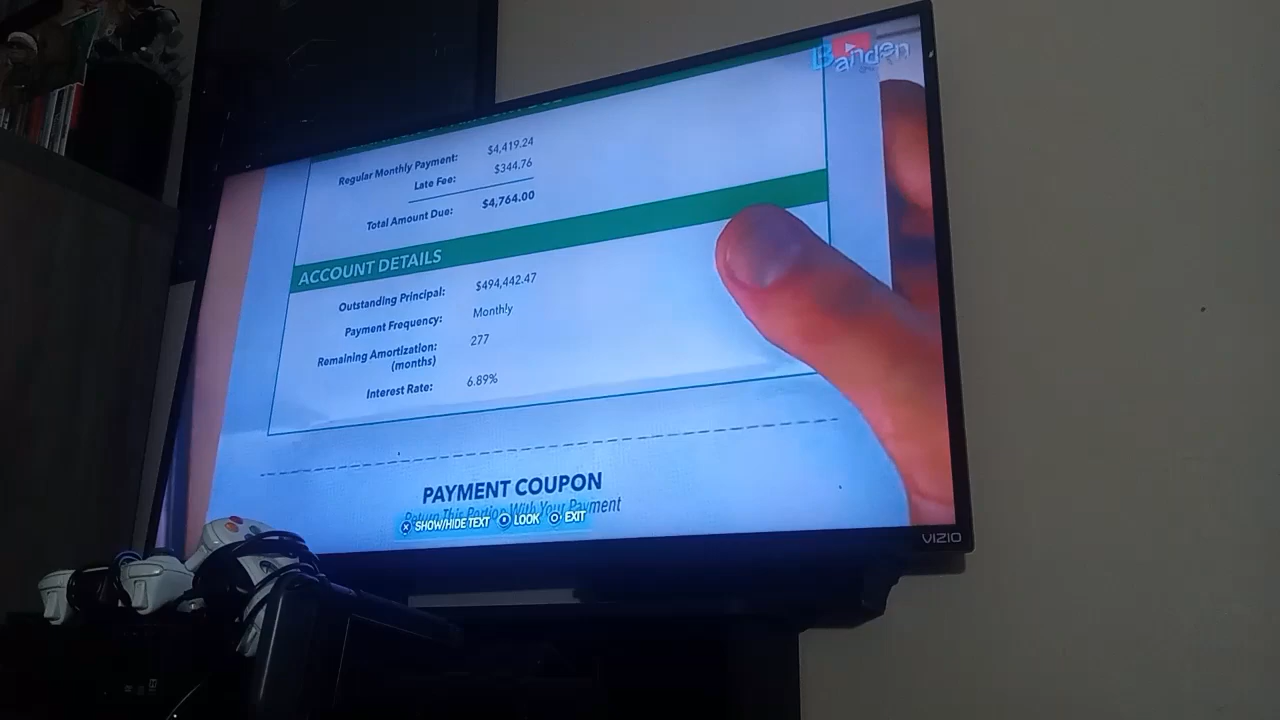 Banden
Regular Monthly Payment: $4,419.24
Late Fee: $344.76
Total Amount Due: $4,764.00
ACCOUNT DETAILS
Outstanding Principal: $494,442.47
Payment Frequency: Monthly
Remaining Amortization: 277
(months)
Interest Rate: 6.89%
PAYMENT COUPON
Return This Portion With Your Payment
SHOW/HIDE TEXT LOOK EXIT
VIZIO